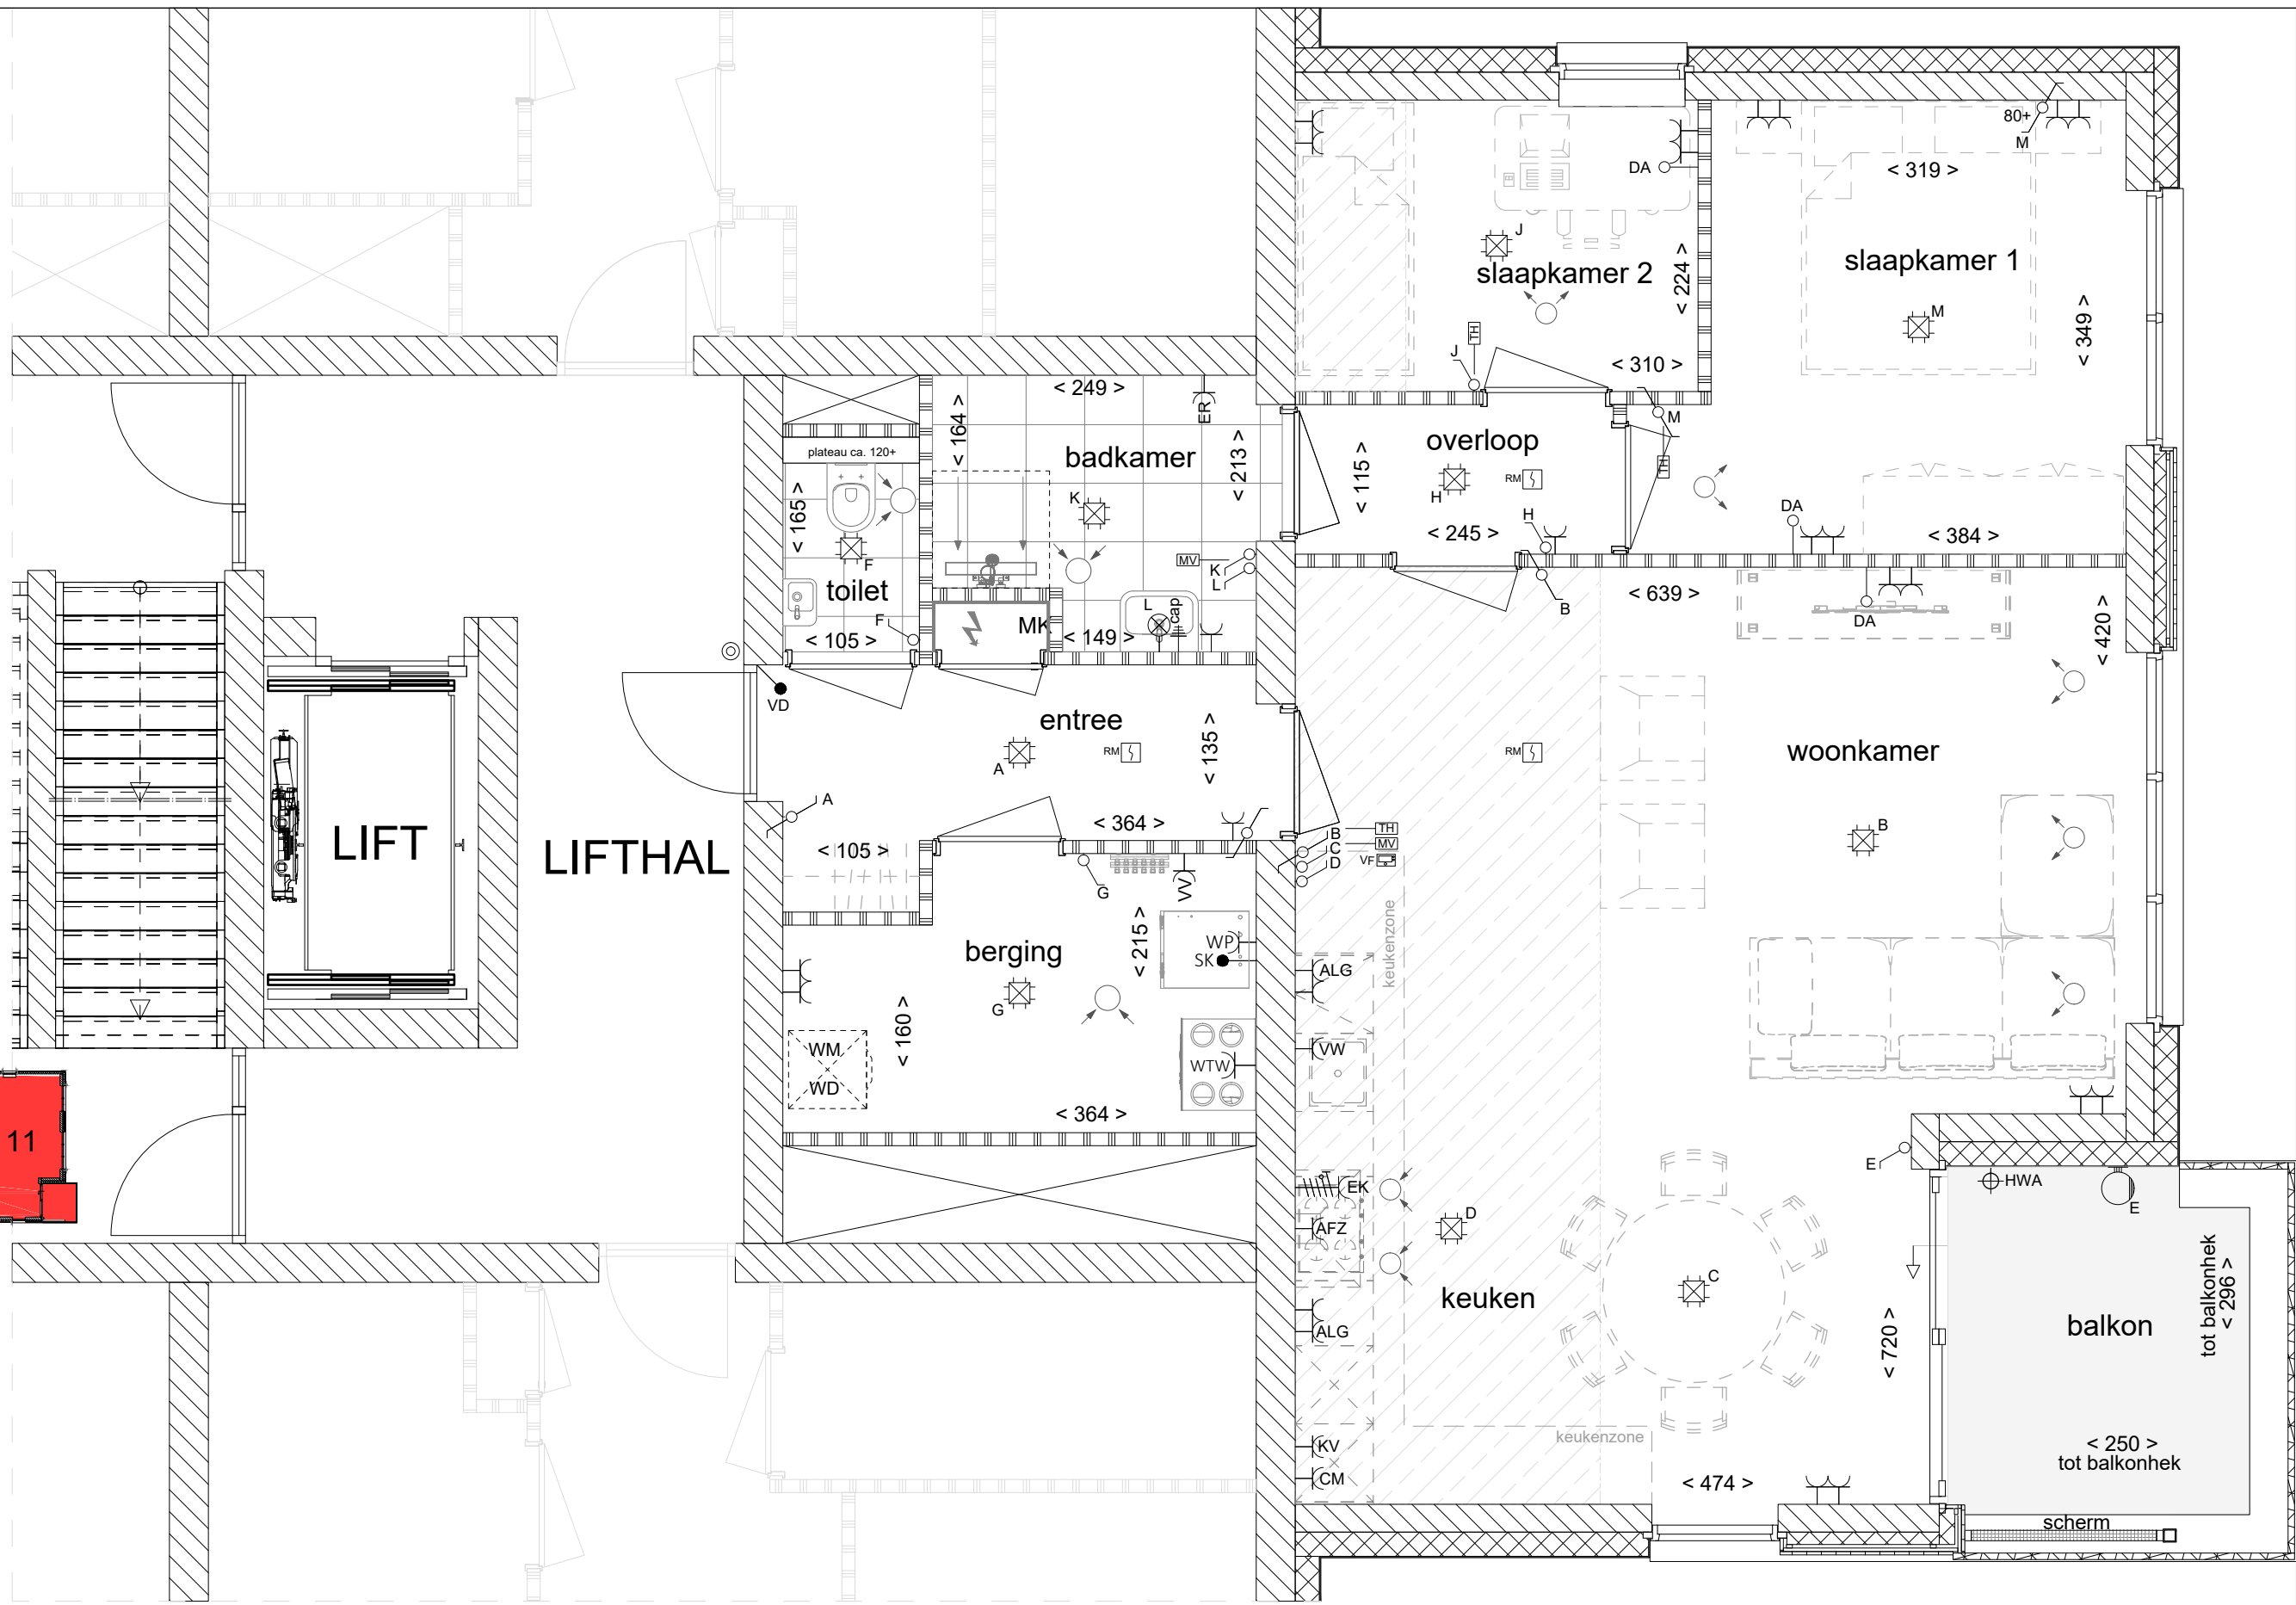 80+
M
< 319 >
DA
J
slaapkamer 2
< 224 >
slaapkamer 1
M
< 349 >
TH
J
< 310 >
< 249 >
ER
< 164 >
M
overloop
plateau ca. 120+
badkamer
< 213 >
< 115 >
TH
H
RM
K
< 165 >
DA
H
< 245 >
< 384 >
F
MV
K
L
toilet
< 639 >
B
L
cap
F
MK
< 105 >
< 149 >
DA
< 420 >
VD
entree
A
RM
< 135 >
RM
woonkamer
A
< 364 >
B
C
D
TH
MV
VF
B
LIFT
LIFTHAL
< 105 >
G
VV
keukenzone
berging
< 215 >
WP
SK
ALG
G
< 160 >
WM
WD
WTW
VW
< 364 >
11
E
HWA
E
T
EK
AFZ
D
C
keuken
ALG
< 720 >
balkon
tot balkonhek
< 296 >
keukenzone
KV
CM
< 474 >
< 250 >
tot balkonhek
scherm